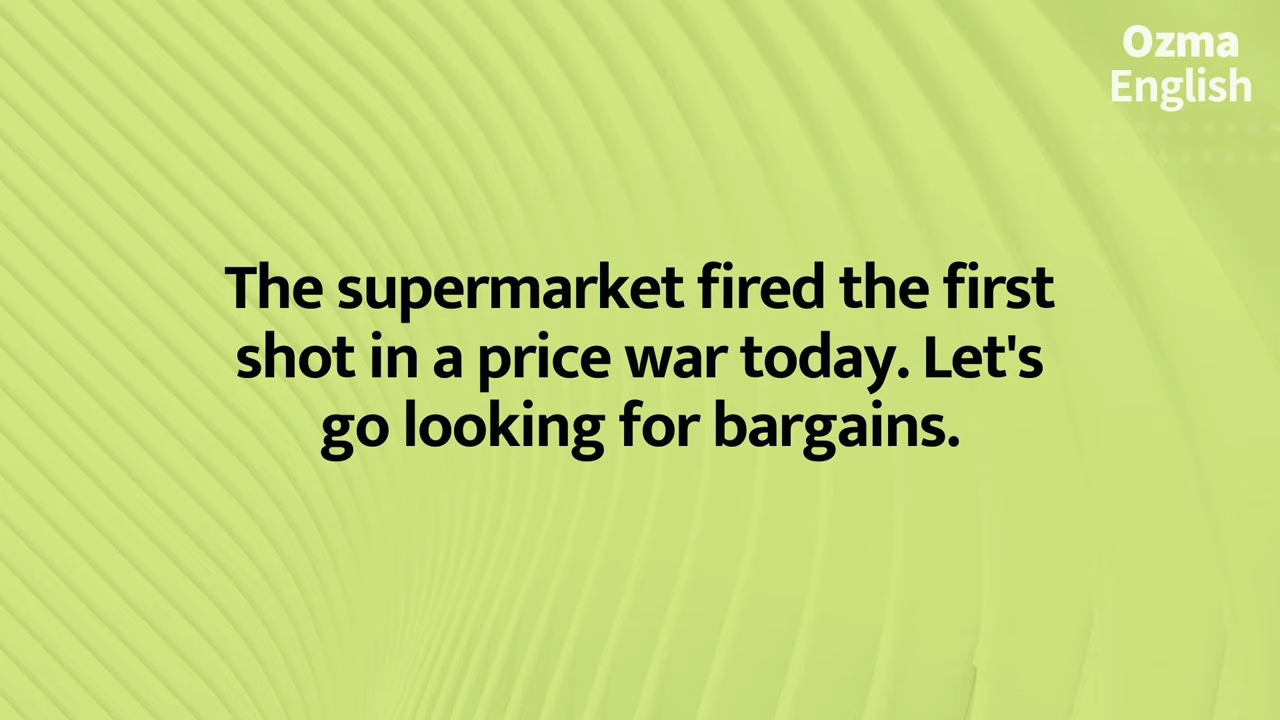 Ozma
English
The supermarket fired the first
shot in a price war today. Let's
go looking for bargains.